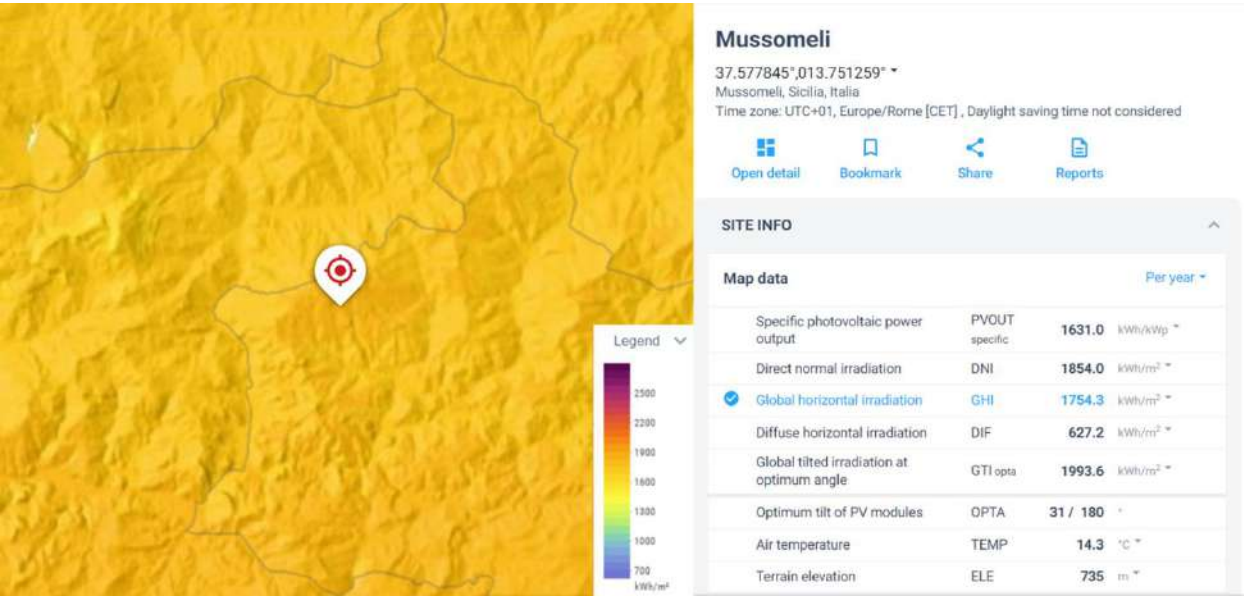 Mussomeli
37.577845°,013.751259°
Mussomeli, Sicilia, Italia
Time zone: UTC+01, Europe/Rome [CET] , Daylight saving time not considered
Open detail
Bookmark
Share
Reports
SITE INFO
Map data
Per year
Specific photovoltaic power output PVOUT specific 1631.0 kWh/kWp
Direct normal irradiation DNI 1854.0 kWh/m²
Global horizontal irradiation GHI 1754.3 kWh/m²
Diffuse horizontal irradiation DIF 627.2 kWh/m²
Global tilted irradiation at optimum angle GTI opta 1993.6 kWh/m²
Optimum tilt of PV modules OPTA 31 / 180 °
Air temperature TEMP 14.3 °C
Terrain elevation ELE 735 m
Legend
2500
2200
1900
1600
1300
1000
700
kWh/m²